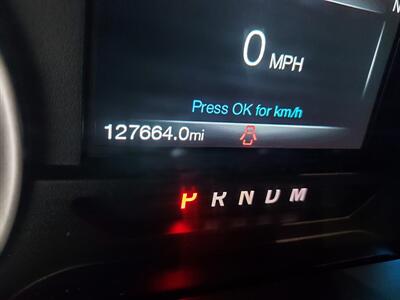 0 MPH
Press OK for km/h
127664.0mi
P R N D M